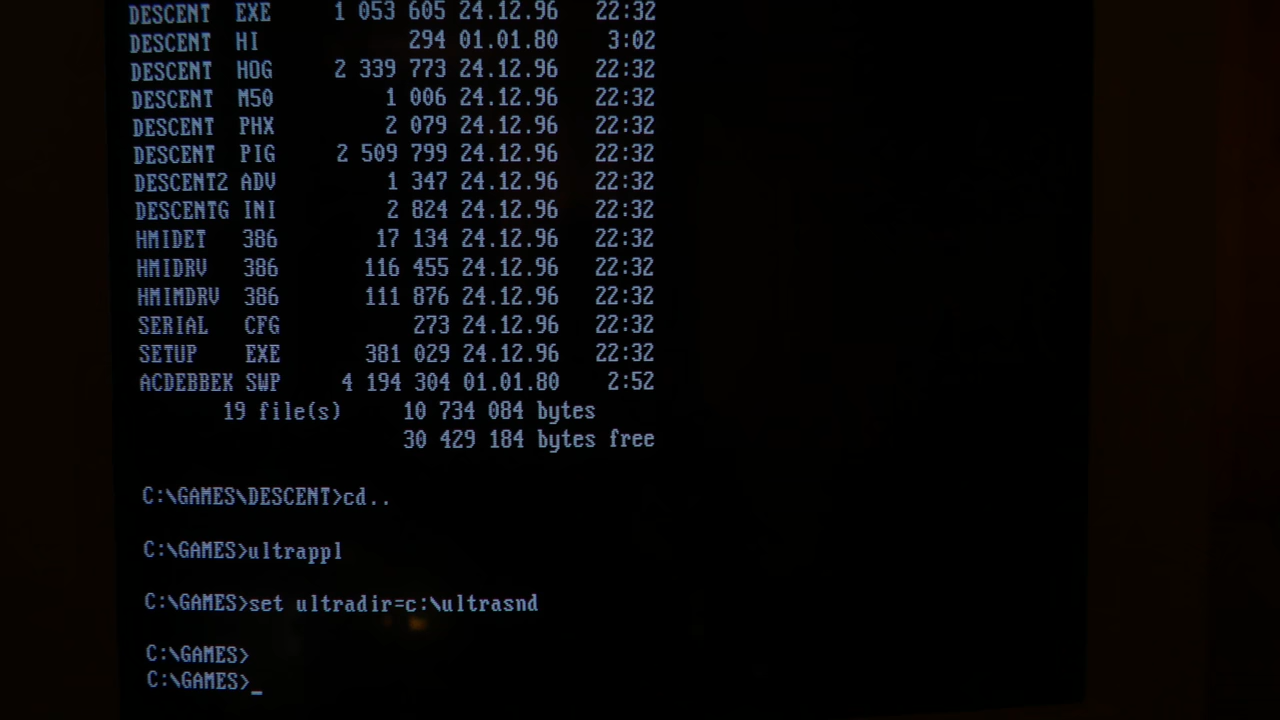 DESCENT  EXE     1 053 605 24.12.96   22:32
DESCENT  HI            294 01.01.80    3:02
DESCENT  HOG     2 339 773 24.12.96   22:32
DESCENT  M50         1 006 24.12.96   22:32
DESCENT  PHX         2 079 24.12.96   22:32
DESCENT  PIG     2 509 799 24.12.96   22:32
DESCENT2 ADV         1 347 24.12.96   22:32
DESCENTG INI         2 824 24.12.96   22:32
HMIDET   386        17 134 24.12.96   22:32
HMIDRV   386       116 455 24.12.96   22:32
HMIMDRV  386       111 876 24.12.96   22:32
SERIAL   CFG           273 24.12.96   22:32
SETUP    EXE       381 029 24.12.96   22:32
ACDEBBEK SWP     4 194 304 01.01.80    2:52
19 file(s)     10 734 084 bytes
30 429 184 bytes free
C:\GAMES\DESCENT>cd..
C:\GAMES>ultrappl
C:\GAMES>set ultradir=c:\ultrasnd
C:\GAMES>
C:\GAMES>_